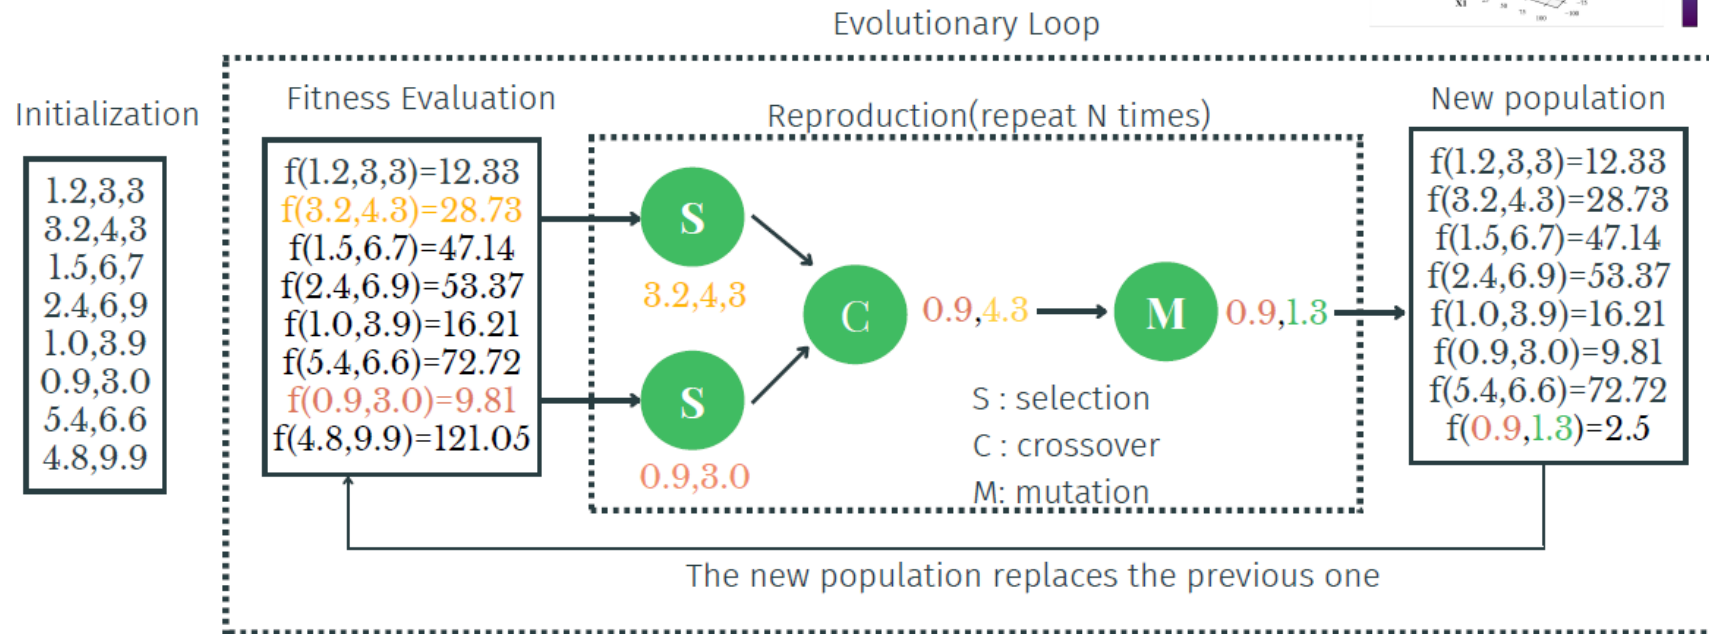 Evolutionary Loop
Initialization
1.2,3,3
3.2,4,3
1.5,6,7
2.4,6,9
1.0,3.9
0.9,3.0
5.4,6.6
4.8,9.9
Fitness Evaluation
f(1.2,3,3)=12.33
f(3.2,4.3)=28.73
f(1.5,6.7)=47.14
f(2.4,6.9)=53.37
f(1.0,3.9)=16.21
f(5.4,6.6)=72.72
f(0.9,3.0)=9.81
f(4.8,9.9)=121.05
Reproduction(repeat N times)
S
3.2,4,3
S
0.9,3.0
C
0.9,4.3
M
0.9,1.3
S : selection
C : crossover
M: mutation
New population
f(1.2,3,3)=12.33
f(3.2,4.3)=28.73
f(1.5,6.7)=47.14
f(2.4,6.9)=53.37
f(1.0,3.9)=16.21
f(0.9,3.0)=9.81
f(5.4,6.6)=72.72
f(0.9,1.3)=2.5
The new population replaces the previous one
X1
50
75
100
-100
-75